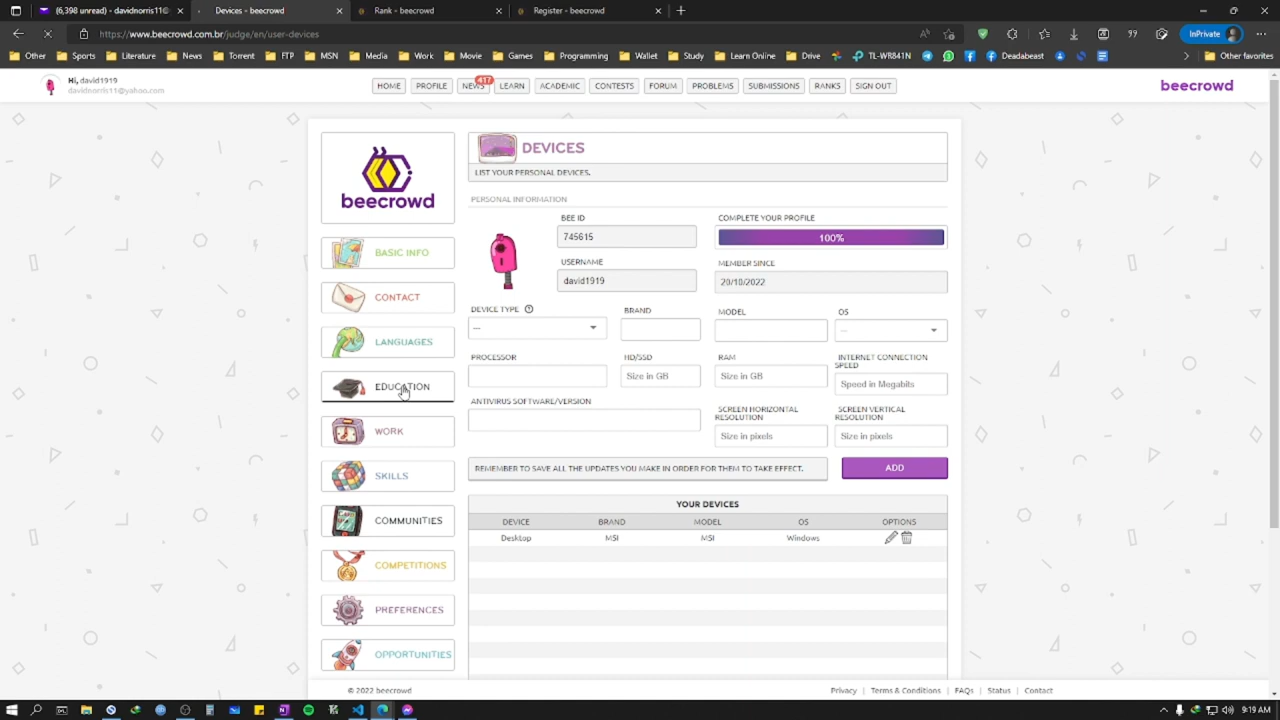 (6,398 unread) - davidnorris11@
Devices - beecrowd
Rank - beecrowd
Register - beecrowd
https://www.beecrowd.com.br/judge/en/user-devices
InPrivate
Other Sports Literature News Torrent FTP MSN Media Work Movie Games Programming Wallet Study Learn Online Drive TL-WR841N Deadabeast Other favorites
Hi, david1919
davidnorris11@yahoo.com
HOME PROFILE NEWS 417 LEARN ACADEMIC CONTESTS FORUM PROBLEMS SUBMISSIONS RANKS SIGN OUT
beecrowd
beecrowd
BASIC INFO
CONTACT
LANGUAGES
EDUCATION
WORK
SKILLS
COMMUNITIES
COMPETITIONS
PREFERENCES
OPPORTUNITIES
DEVICES
LIST YOUR PERSONAL DEVICES.
PERSONAL INFORMATION
BEE ID
745615
COMPLETE YOUR PROFILE
100%
USERNAME
david1919
MEMBER SINCE
20/10/2022
DEVICE TYPE
---
BRAND
MODEL
OS
---
PROCESSOR
HD/SSD
Size in GB
RAM
Size in GB
INTERNET CONNECTION SPEED
Speed in Megabits
ANTIVIRUS SOFTWARE/VERSION
SCREEN HORIZONTAL RESOLUTION
Size in pixels
SCREEN VERTICAL RESOLUTION
Size in pixels
REMEMBER TO SAVE ALL THE UPDATES YOU MAKE IN ORDER FOR THEM TO TAKE EFFECT.
ADD
YOUR DEVICES
DEVICE BRAND MODEL OS OPTIONS
Desktop MSI MSI Windows
© 2022 beecrowd
Privacy Terms & Conditions FAQs Status Contact
9:19 AM